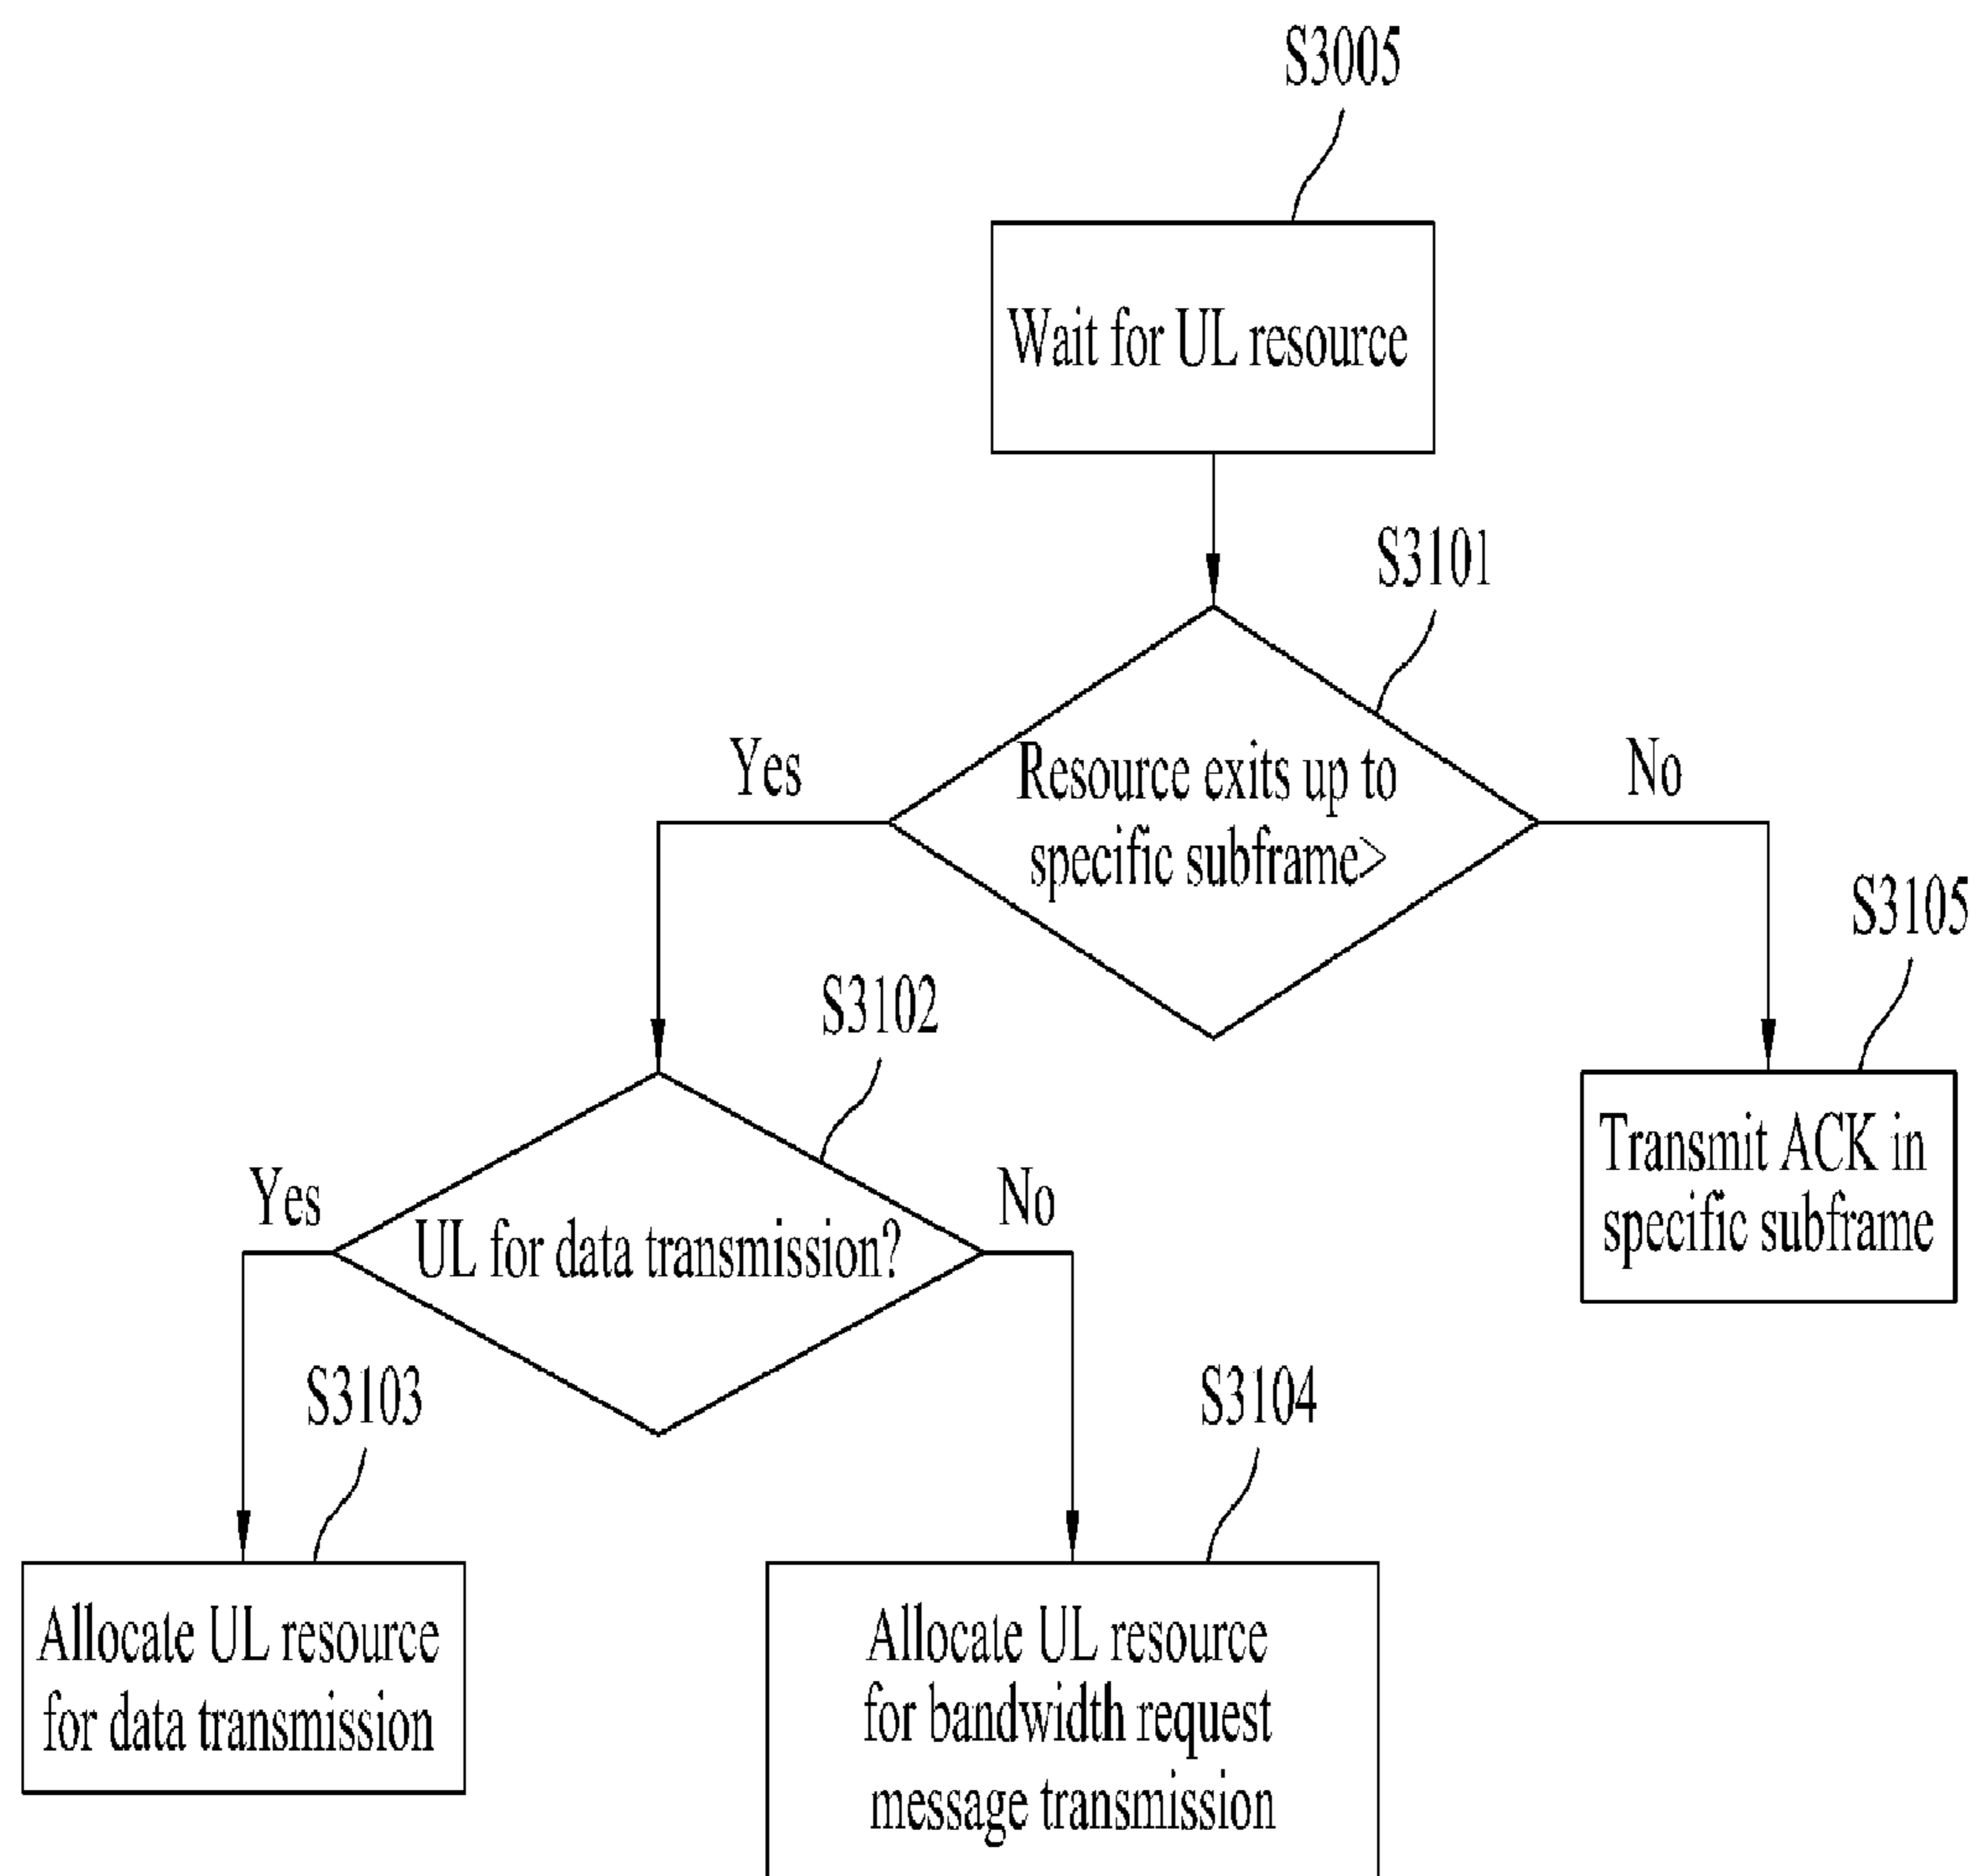 S3005
Wait for UL resource
S3101
Yes
Resource exits up to
specific subframe>
No
S3105
Transmit ACK in
specific subframe
S3102
Yes
UL for data transmission?
No
S3103
Allocate UL resource
for data transmission
S3104
Allocate UL resource
for bandwidth request
message transmission